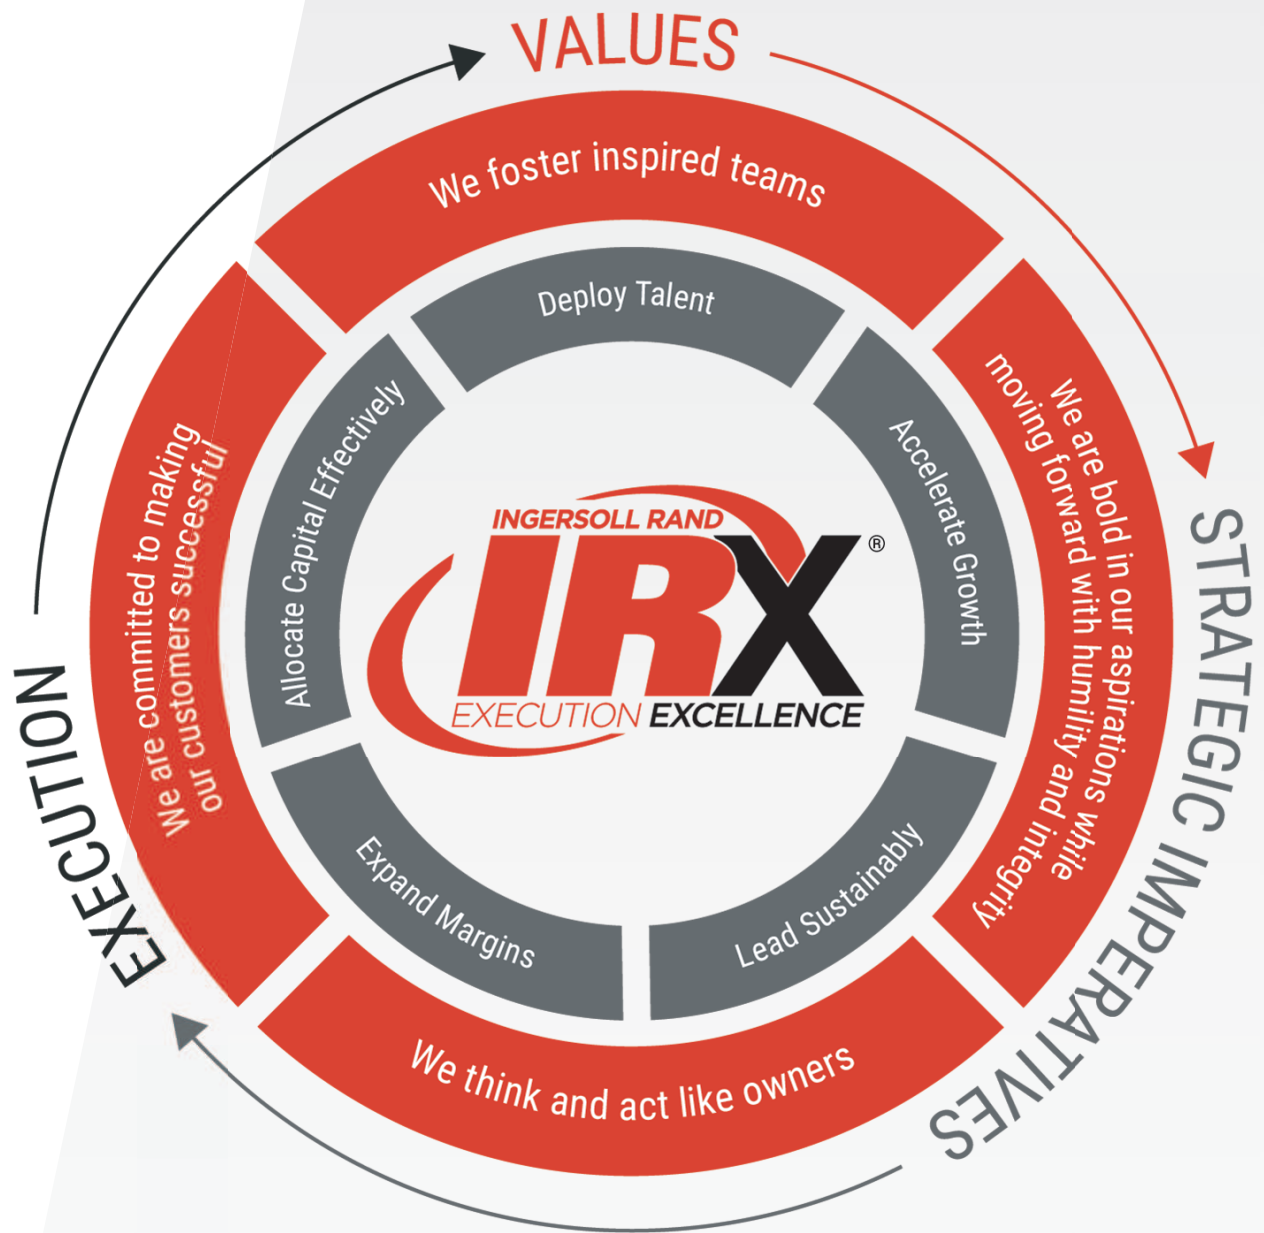 VALUES
We foster inspired teams
Deploy Talent
We are bold in our aspirations while
moving forward with humility and integrity
Accelerate Growth
STRATEGIC IMPERATIVES
Lead Sustainably
We think and act like owners
Expand Margins
EXECUTION
We are committed to making
our customers successful
Allocate Capital Effectively
INGERSOLL RAND
IRX®
EXECUTION EXCELLENCE